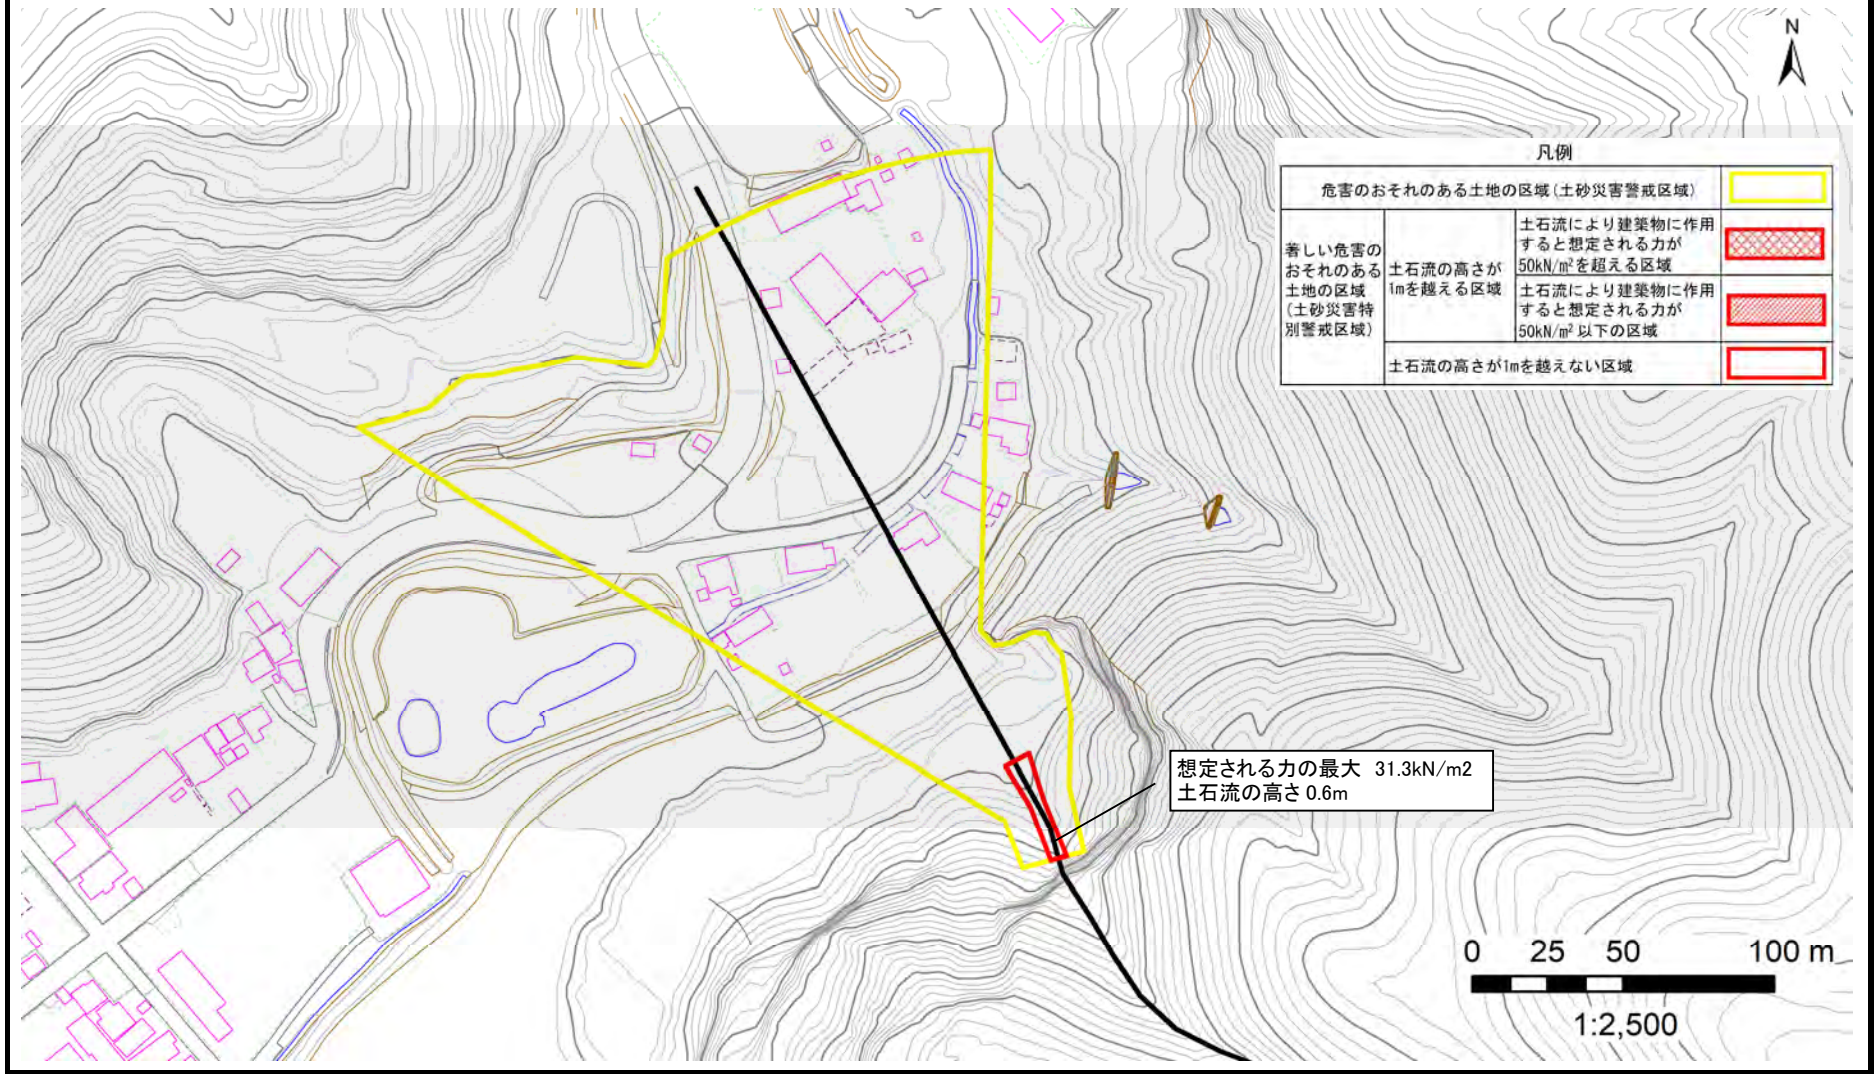 N
凡例
危害のおそれのある土地の区域(土砂災害警戒区域)
著しい危害の
おそれのある
土地の区域
(土砂災害特
別警戒区域)
土石流の高さが
1mを越える区域
土石流により建築物に作用
すると想定される力が
50kN/m²を超える区域
土石流により建築物に作用
すると想定される力が
50kN/m²以下の区域
土石流の高さが1mを越えない区域
想定される力の最大 31.3kN/m2
土石流の高さ0.6m
0 25 50 100 m
1:2,500